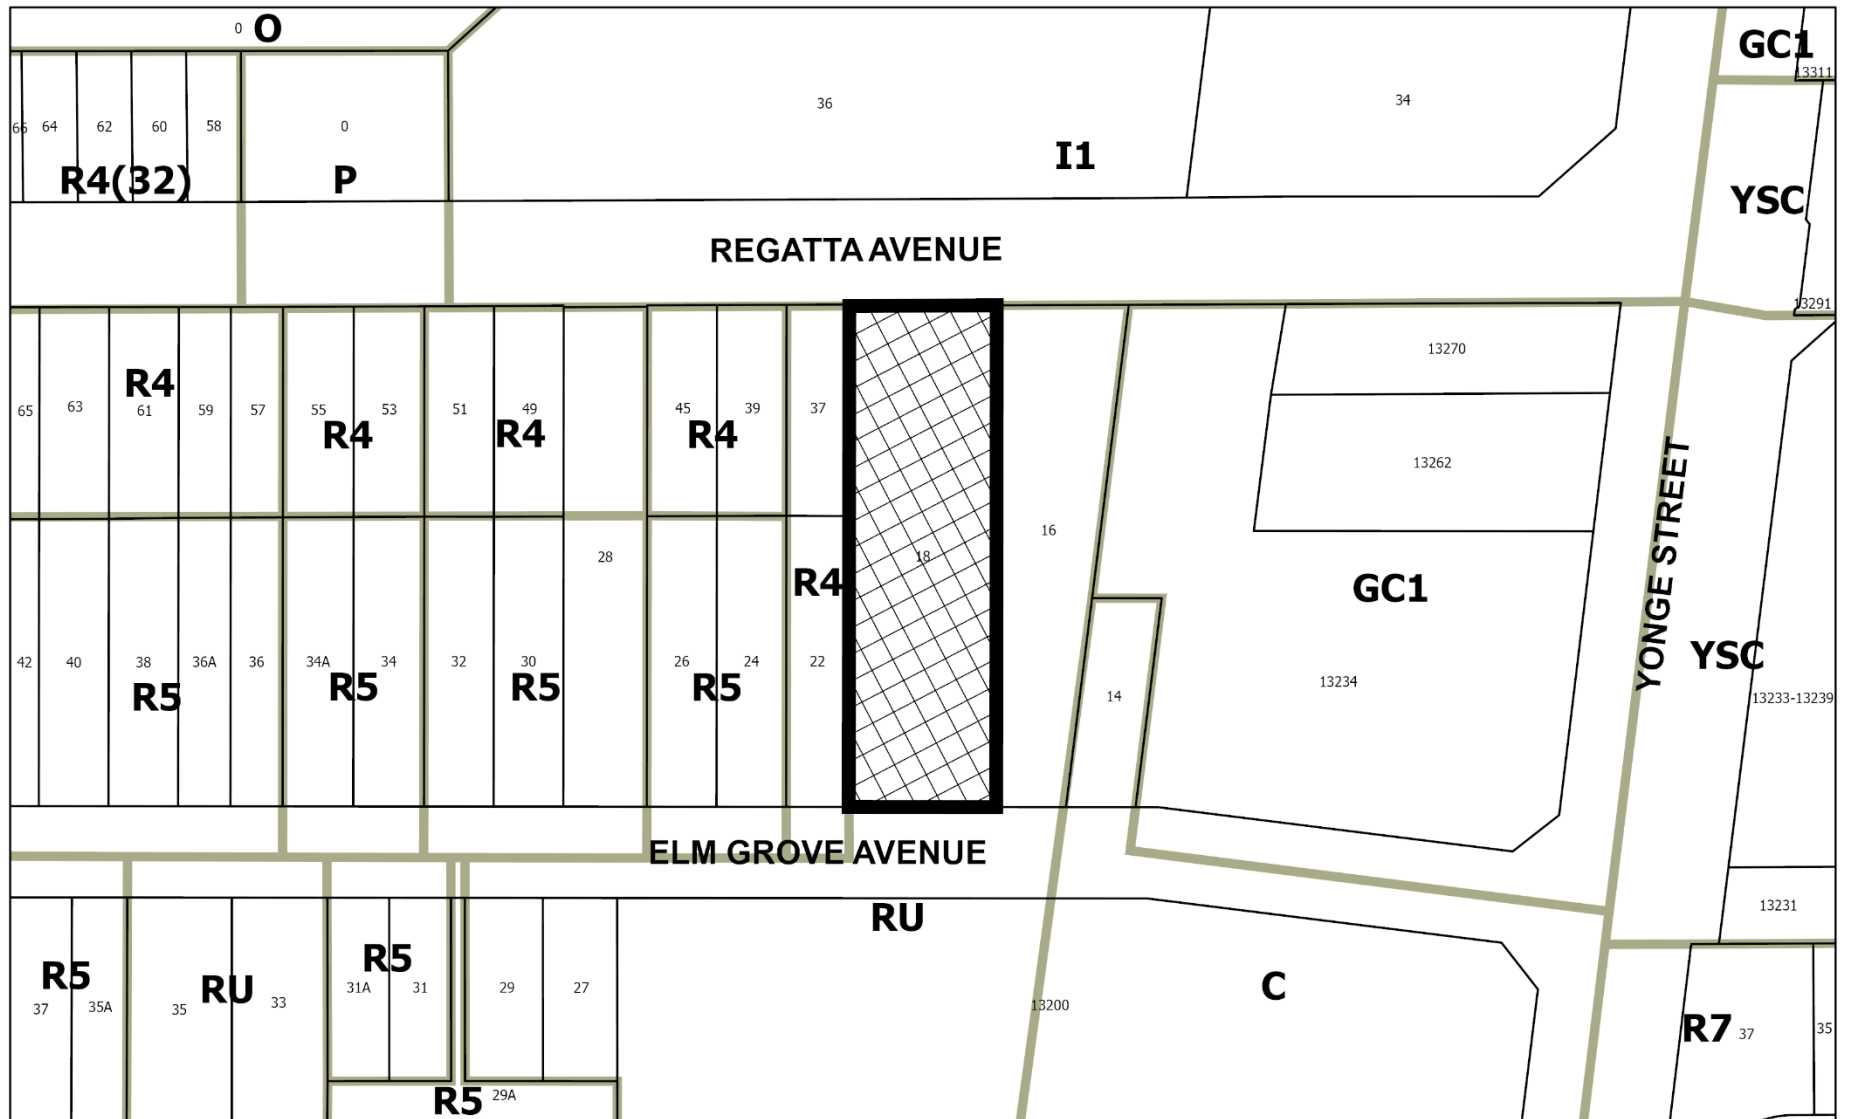 0 O
GC1
13311
66 64 62 60 58 0 36 34
R4(32) P I1
YSC
REGATTA AVENUE
13291
13270
R4
65 63 61 59 57 55 53 51 49 45 39 37
R4 R4 R4
13262
YONGE STREET
16
28 18
R4 GC1
YSC
42 40 38 36A 36 34A 34 32 30 26 24 22
R5 R5 R5 R5
14 13234 13233-13239
ELM GROVE AVENUE
RU
13231
R5 RU R5 C
37 35A 35 33 31A 31 29 27 13200
R7 37 35
R5 29A